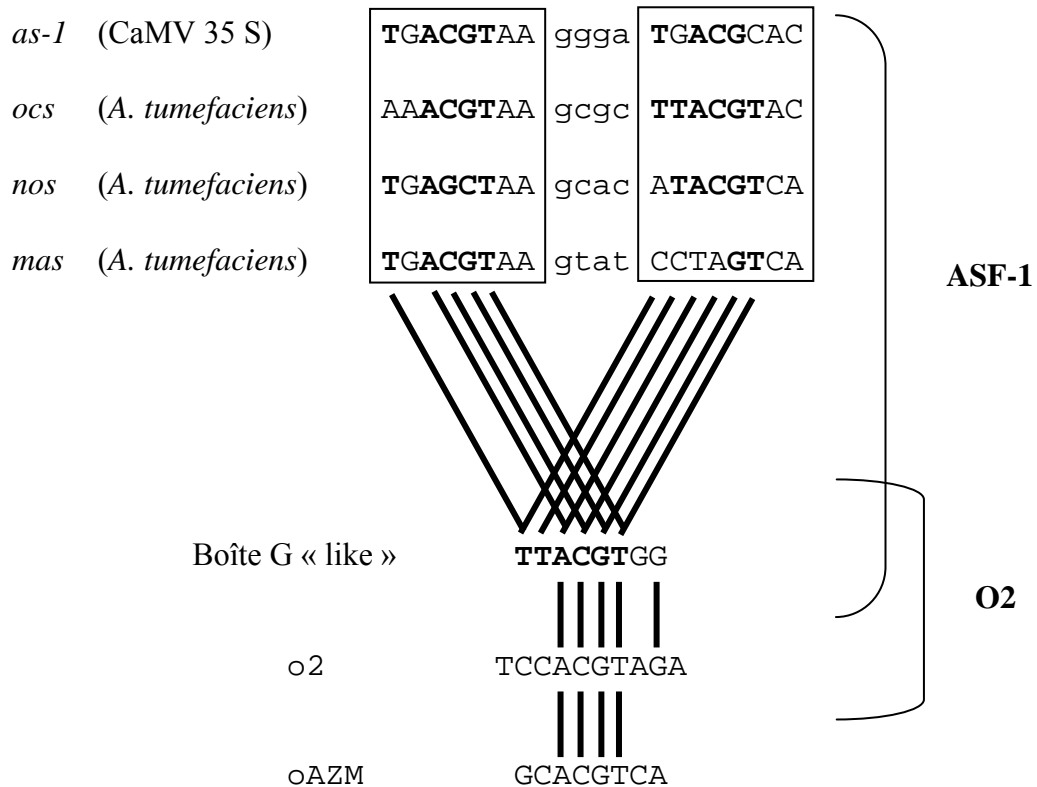 as-1 (CaMV 35 S) TGACGTAA ggga TGACGCAC
ocs (A. tumefaciens) AAACGTAA gcgc TTACGTAC
nos (A. tumefaciens) TGAGCTAA gcac ATACGTCA
mas (A. tumefaciens) TGACGTAA gtat CCTAGTCA
ASF-1
Boîte G « like » TTACGTGG
O2
o2 TCCACGTAGA
oAZM GCACGTCA